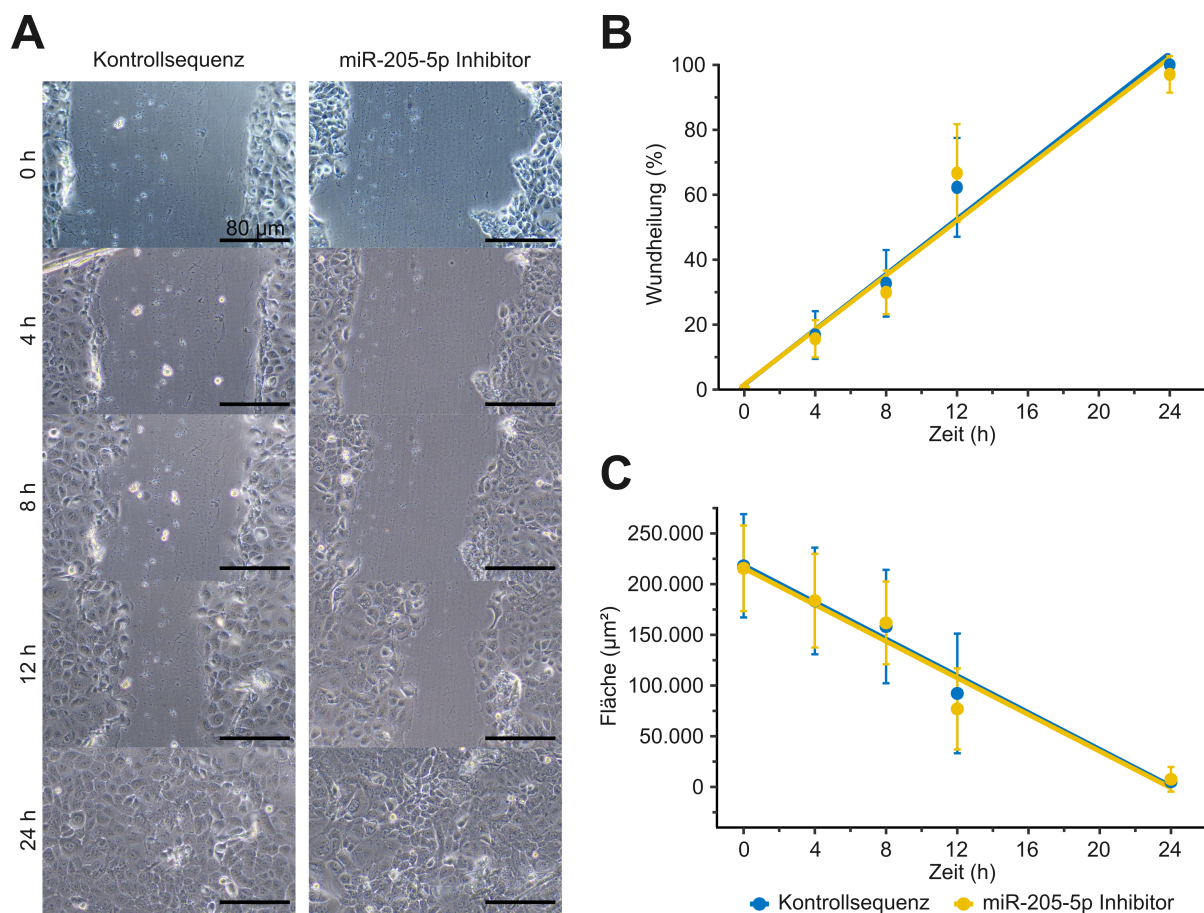 A
Kontrollsequenz
miR-205-5p Inhibitor
0 h
80 µm
4 h
8 h
12 h
24 h
B
Wundheilung (%)
100
80
60
40
20
0
0 4 8 12 16 20 24
Zeit (h)
C
Fläche (µm²)
250.000
200.000
150.000
100.000
50.000
0
0 4 8 12 16 20 24
Zeit (h)
Kontrollsequenz miR-205-5p Inhibitor